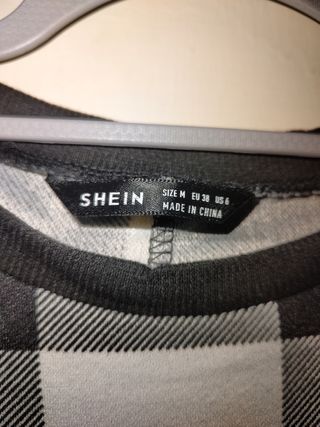 SHEIN
SIZE M EU 38 US 6
MADE IN CHINA